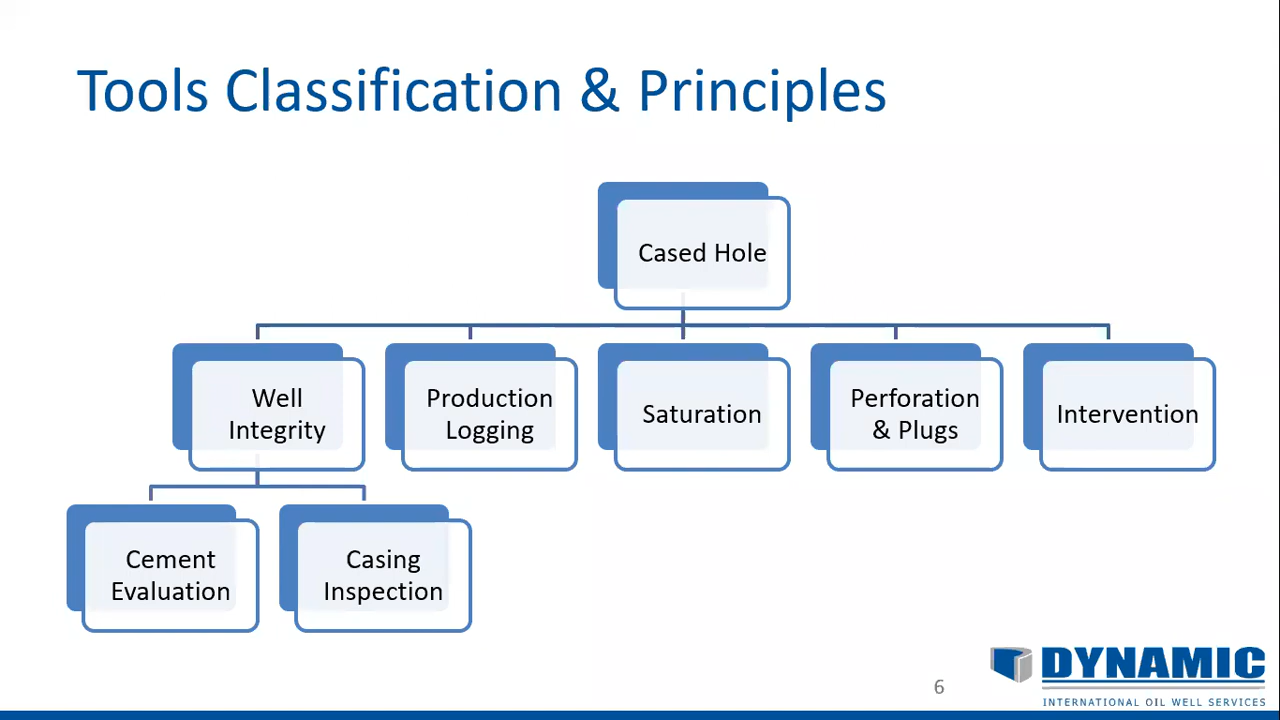 Tools Classification & Principles
Cased Hole
Well
Integrity
Production
Logging
Saturation
Perforation
& Plugs
Intervention
Cement
Evaluation
Casing
Inspection
6
DYNAMIC
INTERNATIONAL OIL WELL SERVICES